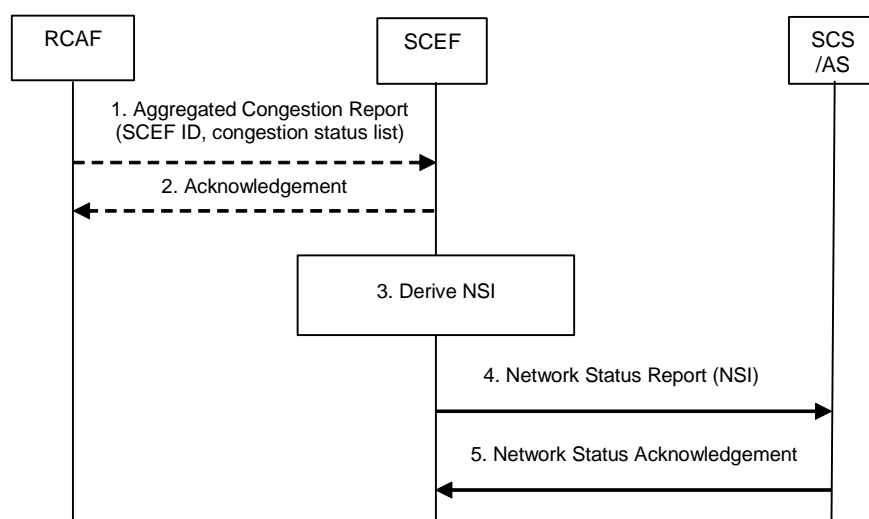 RCAF
SCEF
SCS
/AS
1. Aggregated Congestion Report
(SCEF ID, congestion status list)
2. Acknowledgement
3. Derive NSI
4. Network Status Report (NSI)
5. Network Status Acknowledgement